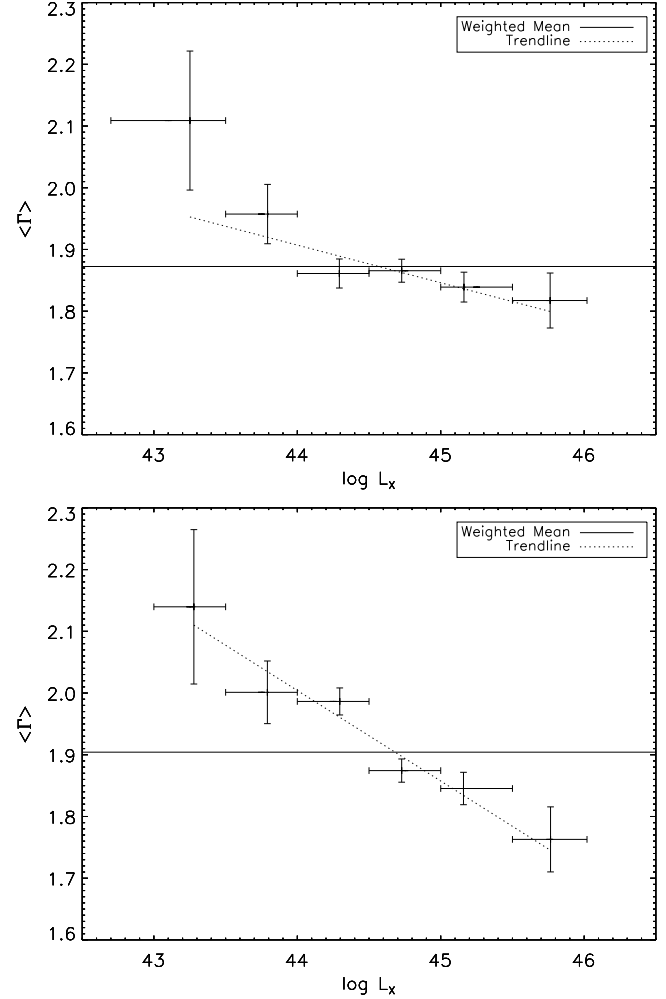 2.3
Weighted Mean
Trendline
2.2
2.1
2.0
<Γ>
1.9
1.8
1.7
1.6
43 44 45 46
log Lx
2.3
Weighted Mean
Trendline
2.2
2.1
2.0
<Γ>
1.9
1.8
1.7
1.6
43 44 45 46
log Lx